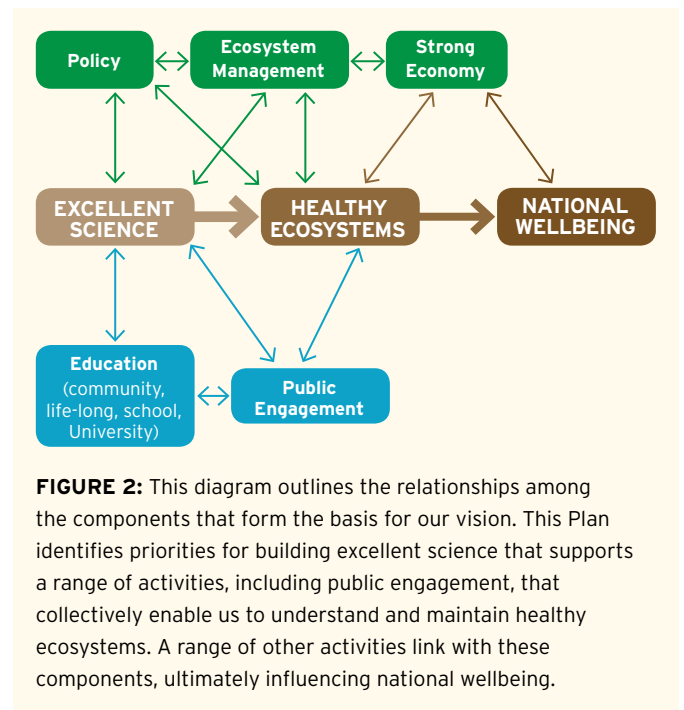 Policy
Ecosystem
Management
Strong
Economy
EXCELLENT
SCIENCE
HEALTHY
ECOSYSTEMS
NATIONAL
WELLBEING
Education
(community,
life-long, school,
University)
Public
Engagement
FIGURE 2: This diagram outlines the relationships among
the components that form the basis for our vision. This Plan
identifies priorities for building excellent science that supports
a range of activities, including public engagement, that
collectively enable us to understand and maintain healthy
ecosystems. A range of other activities link with these
components, ultimately influencing national wellbeing.